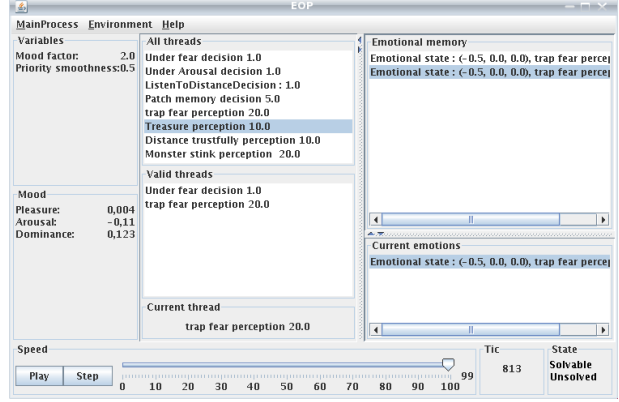 EOP
MainProcess Environment Help
Variables
Mood factor: 2.0
Priority smoothness:0.5
Mood
Pleasure: 0,004
Arousal: -0,11
Dominance: 0,123
All threads
Under fear decision 1.0
Under Arousal decision 1.0
ListenToDistanceDecision : 1.0
Patch memory decision 5.0
trap fear perception 20.0
Treasure perception 10.0
Distance trustfully perception 10.0
Monster stink perception 20.0
Valid threads
Under fear decision 1.0
trap fear perception 20.0
Current thread
trap fear perception 20.0
Emotional memory
Emotional state : (-0.5, 0.0, 0.0), trap fear percep
Emotional state : (-0.5, 0.0, 0.0), trap fear percep
Current emotions
Emotional state : (-0.5, 0.0, 0.0), trap fear percep
Speed
Play Step
99
0 10 20 30 40 50 60 70 80 90 100
Tic
813
State
Solvable
Unsolved